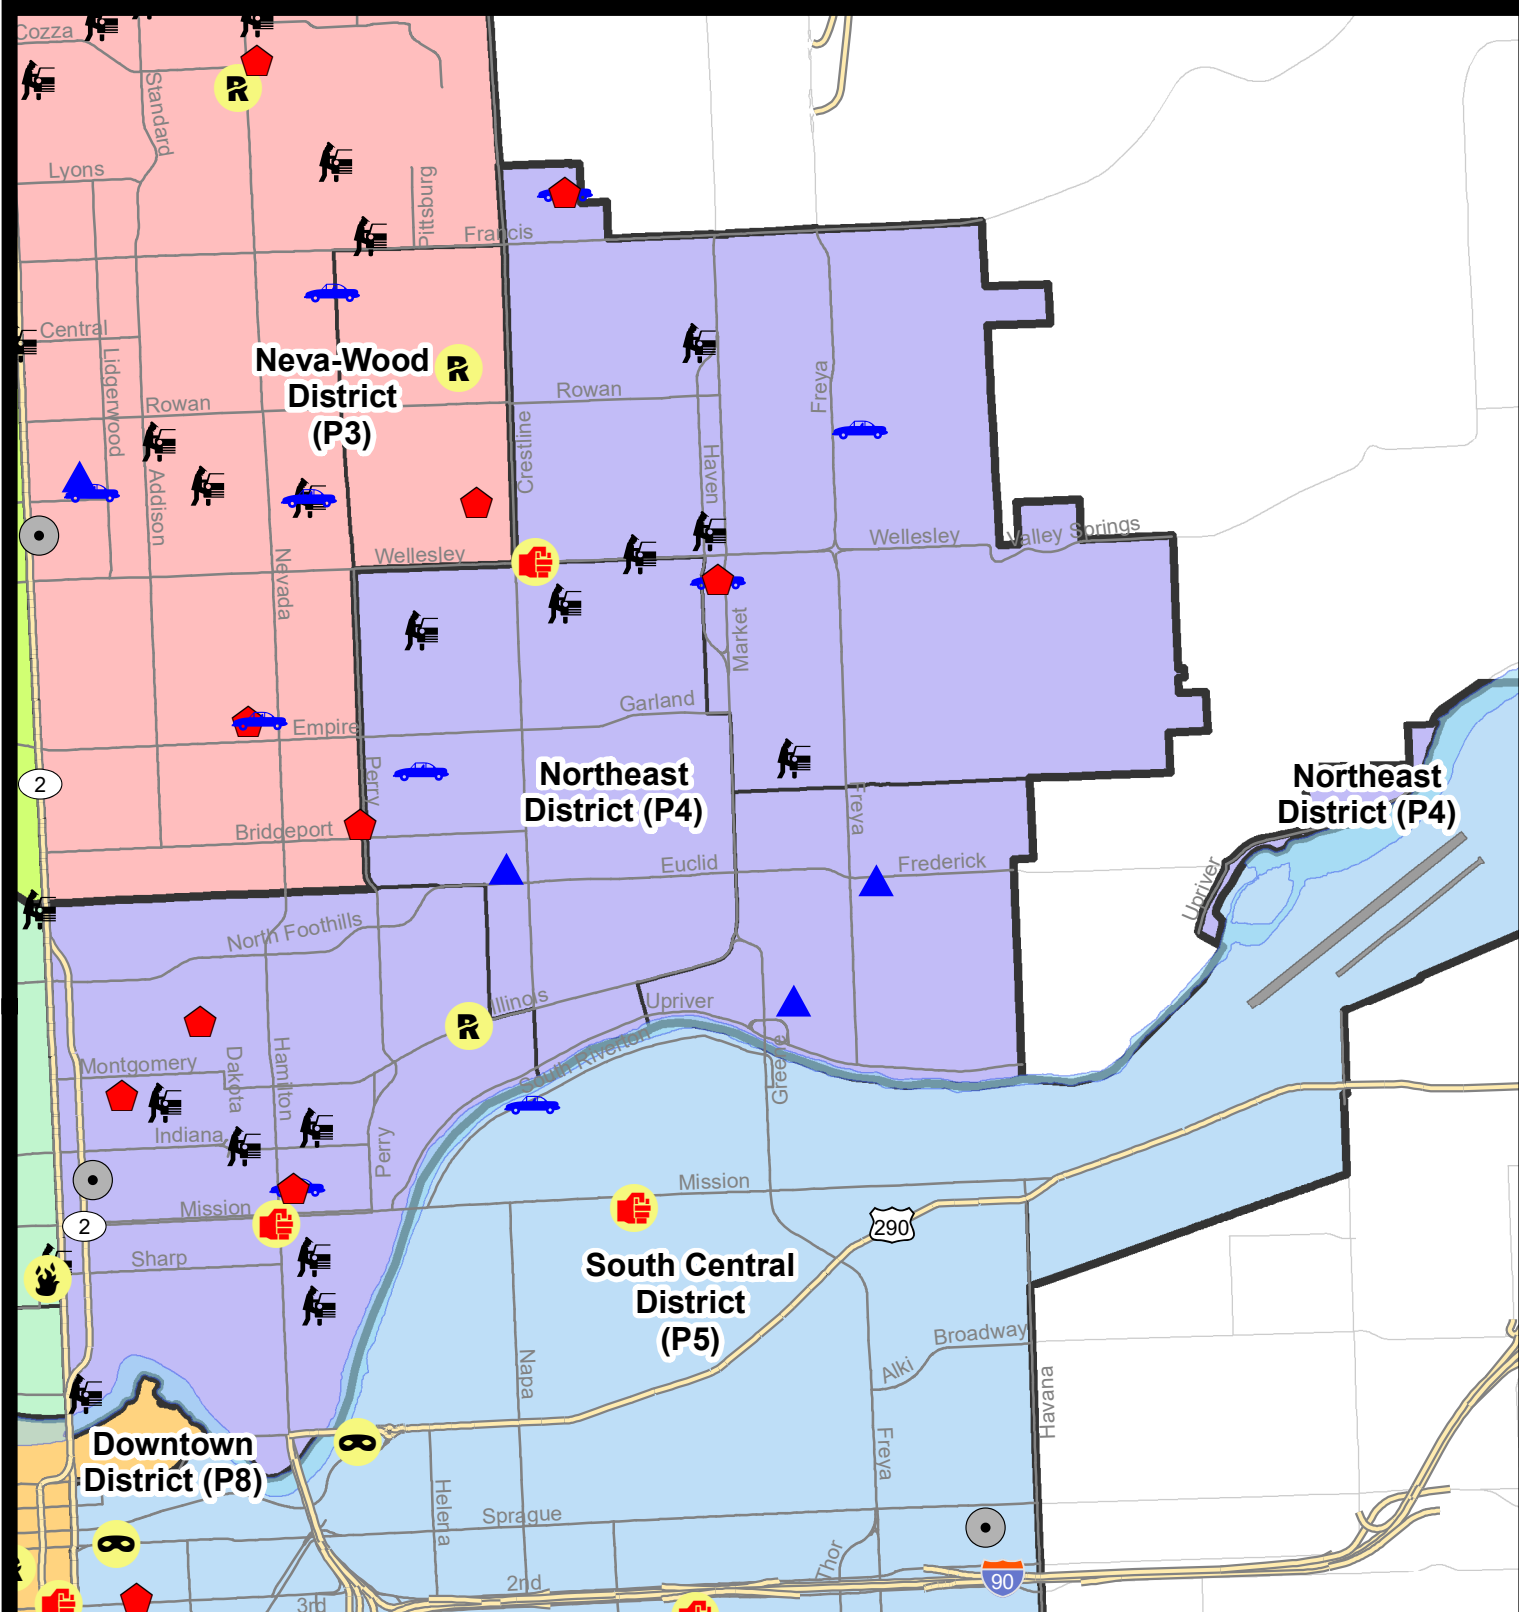 Cozza
Standard
Lyons
Pittsburg
Francis
Central
Lidgerwood
Neva-Wood
District
(P3)
Rowan
Rowan
Freya
Crestline
Haven
Addison
Nevada
Wellesley
Wellesley
Valley Springs
Market
Garland
Empire
Perry
2
Northeast
District (P4)
Northeast
District (P4)
Freya
Bridgeport
Euclid
Frederick
Upriver
North Foothills
Illinois
Upriver
South Riverton
Greene
Montgomery
Dakota
Hamilton
Indiana
Perry
Mission
Mission
2
290
Sharp
South Central
District
(P5)
Broadway
Alki
Napa
Havana
Downtown
District (P8)
Freya
Helena
Sprague
Thor
2nd
90
3rd
R
R
R